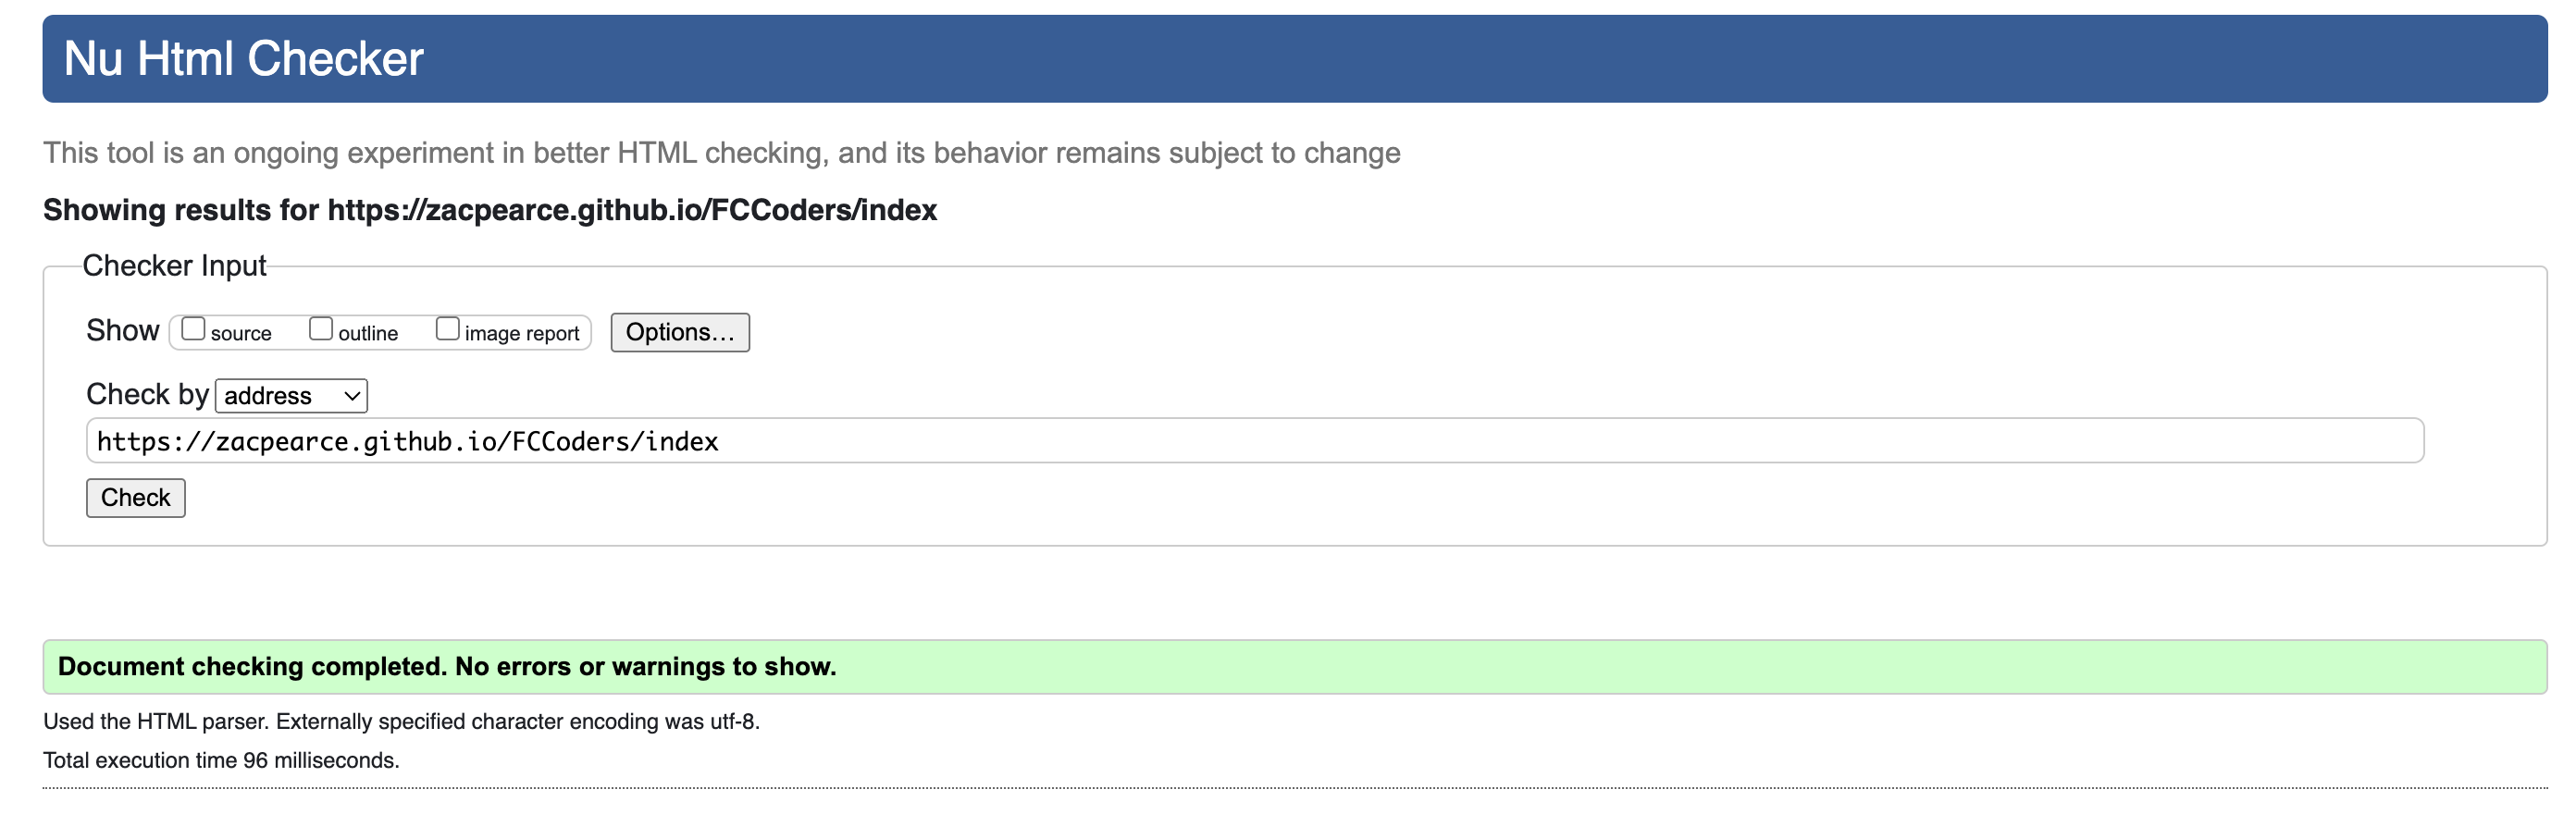 Nu Html Checker
This tool is an ongoing experiment in better HTML checking, and its behavior remains subject to change
Showing results for https://zacpearce.github.io/FCCoders/index
Checker Input
Show source outline image report Options...
Check by address
https://zacpearce.github.io/FCCoders/index
Check
Document checking completed. No errors or warnings to show.
Used the HTML parser. Externally specified character encoding was utf-8.
Total execution time 96 milliseconds.